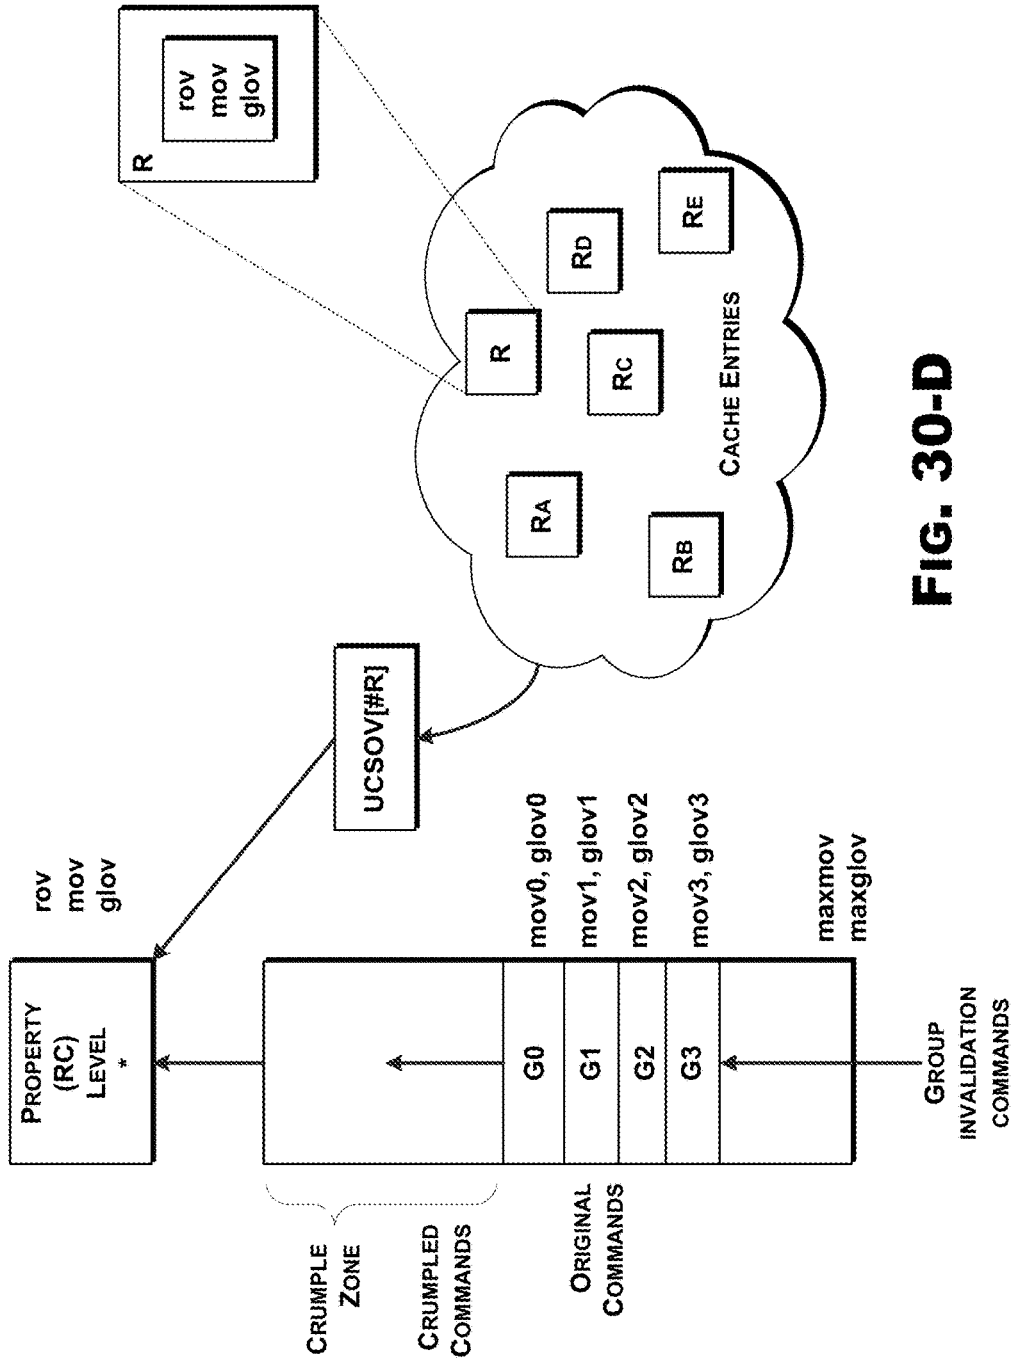 PROPERTY
(RC)
LEVEL
*
rov
mov
glov
R
rov
mov
glov
CRUMPLE
ZONE
CRUMPLED
COMMANDS
UCSOV[#R]
G0
mov0, glov0
ORIGINAL
COMMANDS
G1
mov1, glov1
G2
mov2, glov2
G3
mov3, glov3
maxmov
maxglov
GROUP
INVALIDATION
COMMANDS
R
RA
RD
RC
RB
RE
CACHE ENTRIES
FIG. 30-D